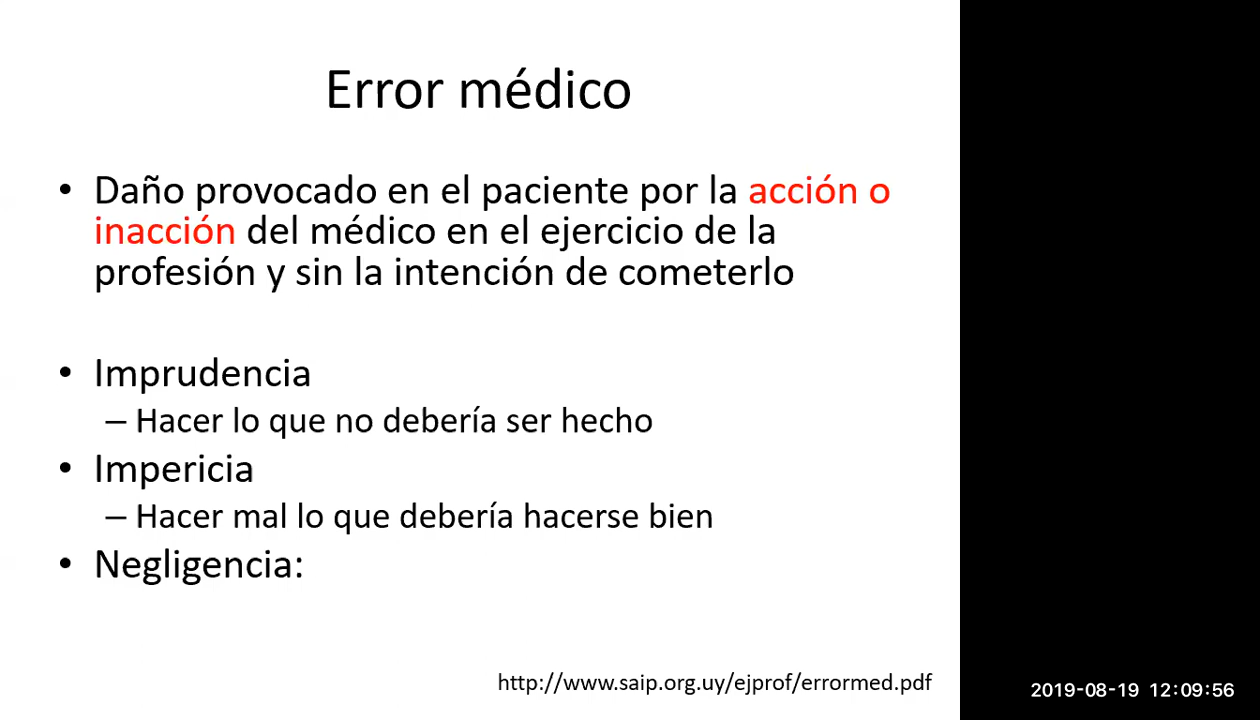 Error médico
• Daño provocado en el paciente por la acción o
inacción del médico en el ejercicio de la
profesión y sin la intención de cometerlo
• Imprudencia
– Hacer lo que no debería ser hecho
• Impericia
– Hacer mal lo que debería hacerse bien
• Negligencia:
http://www.saip.org.uy/ejprof/errormed.pdf
2019-08-19 12:09:56